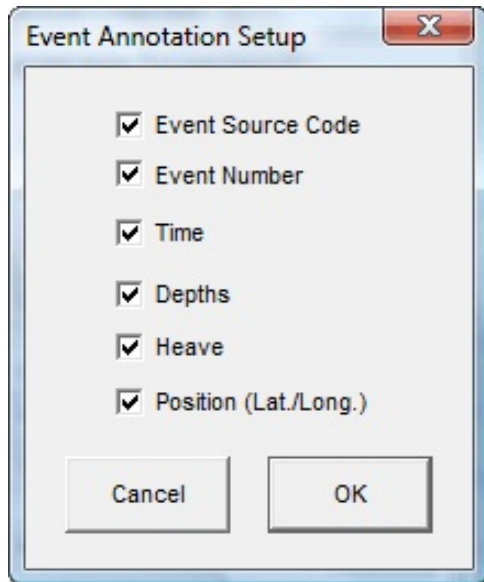 Event Annotation Setup
Event Source Code
Event Number
Time
Depths
Heave
Position (Lat./Long.)
Cancel OK